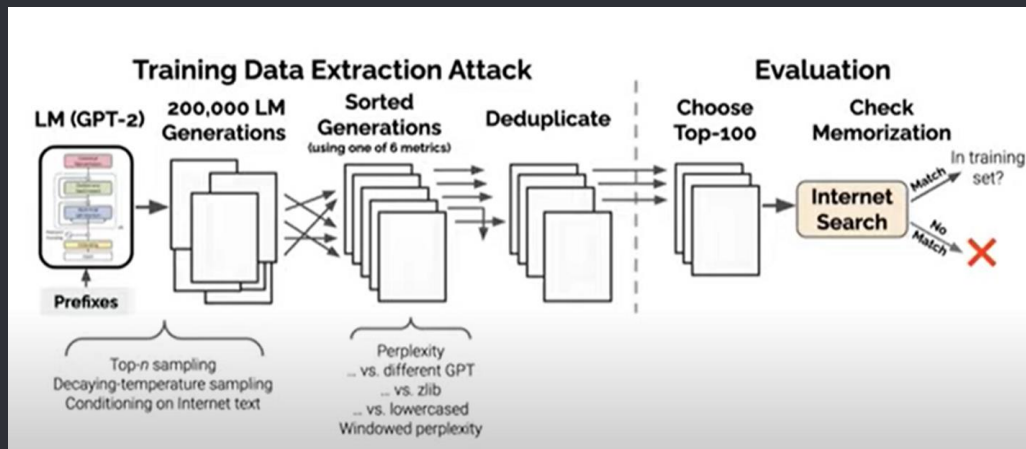 Training Data Extraction Attack
Evaluation
LM (GPT-2)
200,000 LM
Generations
Sorted
Generations
(using one of 6 metrics)
Deduplicate
Choose
Top-100
Check
Memorization
Prefixes
Internet
Search
Match
In training
set?
No
Match
Top-n sampling
Decaying-temperature sampling
Conditioning on Internet text
Perplexity
... vs. different GPT
... vs. zlib
... vs. lowercased
Windowed perplexity